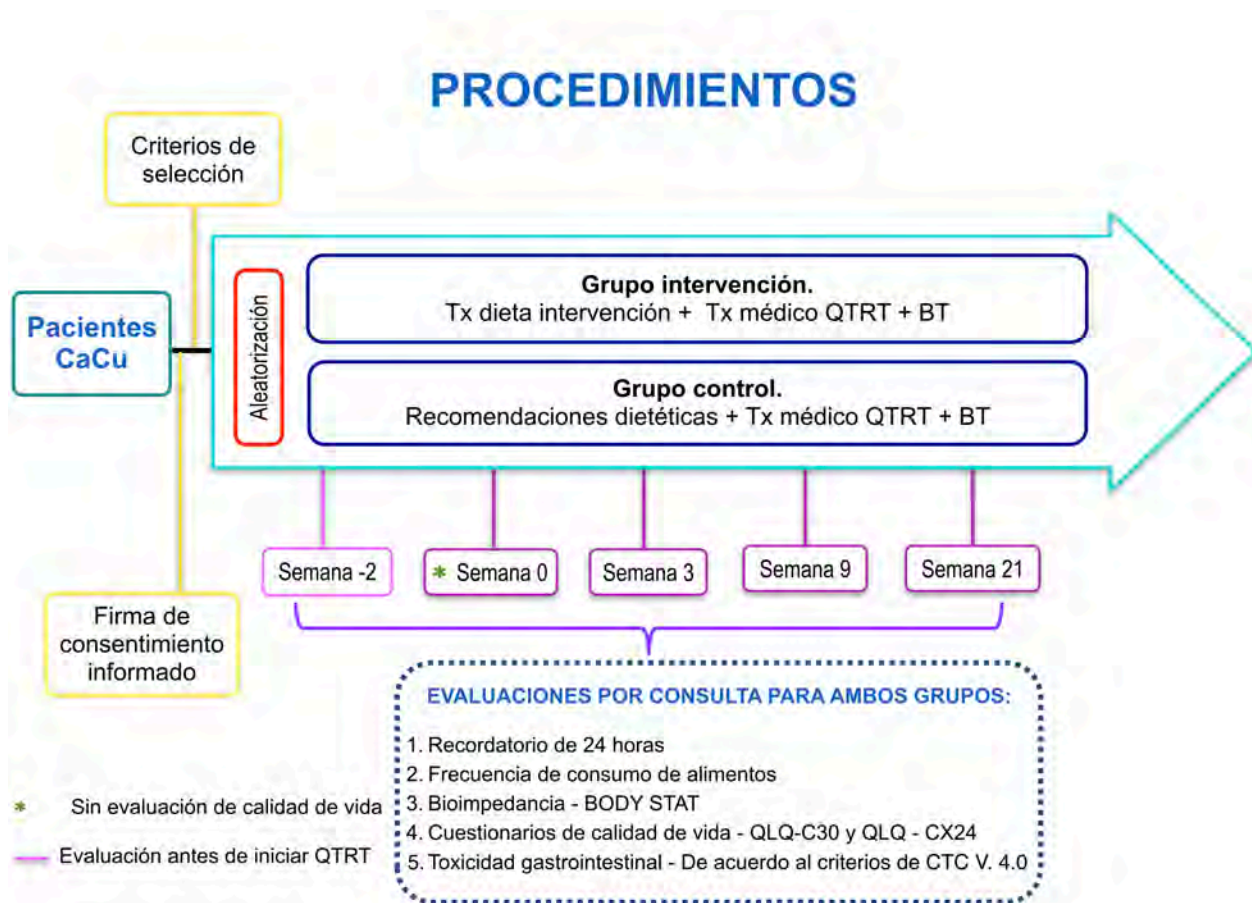 PROCEDIMIENTOS
Criterios de
selección
Pacientes
CaCu
Aleatorización
Grupo intervención.
Tx dieta intervención + Tx médico QTRT + BT
Grupo control.
Recomendaciones dietéticas + Tx médico QTRT + BT
Semana -2
* Semana 0
Semana 3
Semana 9
Semana 21
Firma de
consentimiento
informado
EVALUACIONES POR CONSULTA PARA AMBOS GRUPOS:
1. Recordatorio de 24 horas
2. Frecuencia de consumo de alimentos
3. Bioimpedancia - BODY STAT
4. Cuestionarios de calidad de vida - QLQ-C30 y QLQ - CX24
5. Toxicidad gastrointestinal - De acuerdo al criterios de CTC V. 4.0
* Sin evaluación de calidad de vida
Evaluación antes de iniciar QTRT